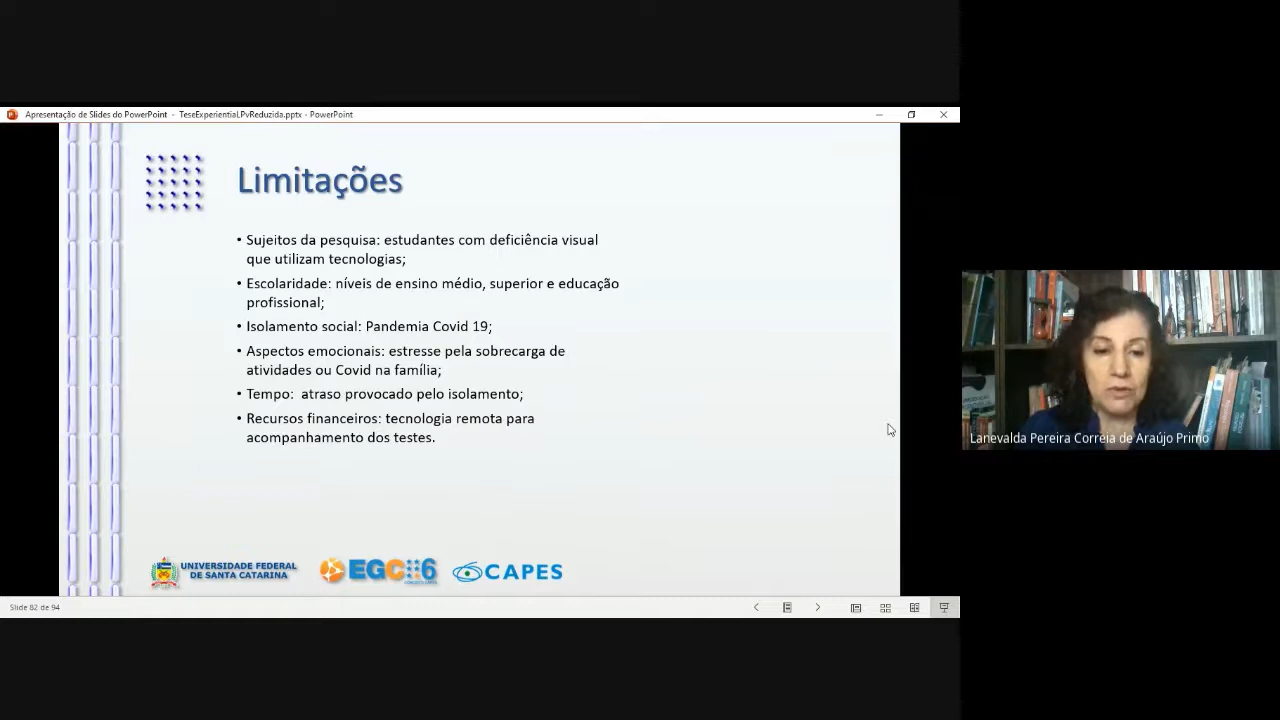 Apresentação de Slides do PowerPoint - TeseExperientialPvReduzida.pptx - PowerPoint
Limitações
• Sujeitos da pesquisa: estudantes com deficiência visual
que utilizam tecnologias;
• Escolaridade: níveis de ensino médio, superior e educação
profissional;
• Isolamento social: Pandemia Covid 19;
• Aspectos emocionais: estresse pela sobrecarga de
atividades ou Covid na família;
• Tempo: atraso provocado pelo isolamento;
• Recursos financeiros: tecnologia remota para
acompanhamento dos testes.
Lanevalda Pereira Correia de Araújo Primo
UNIVERSIDADE FEDERAL
DE SANTA CATARINA
EGC 6
CAPES
Slide 82 de 94